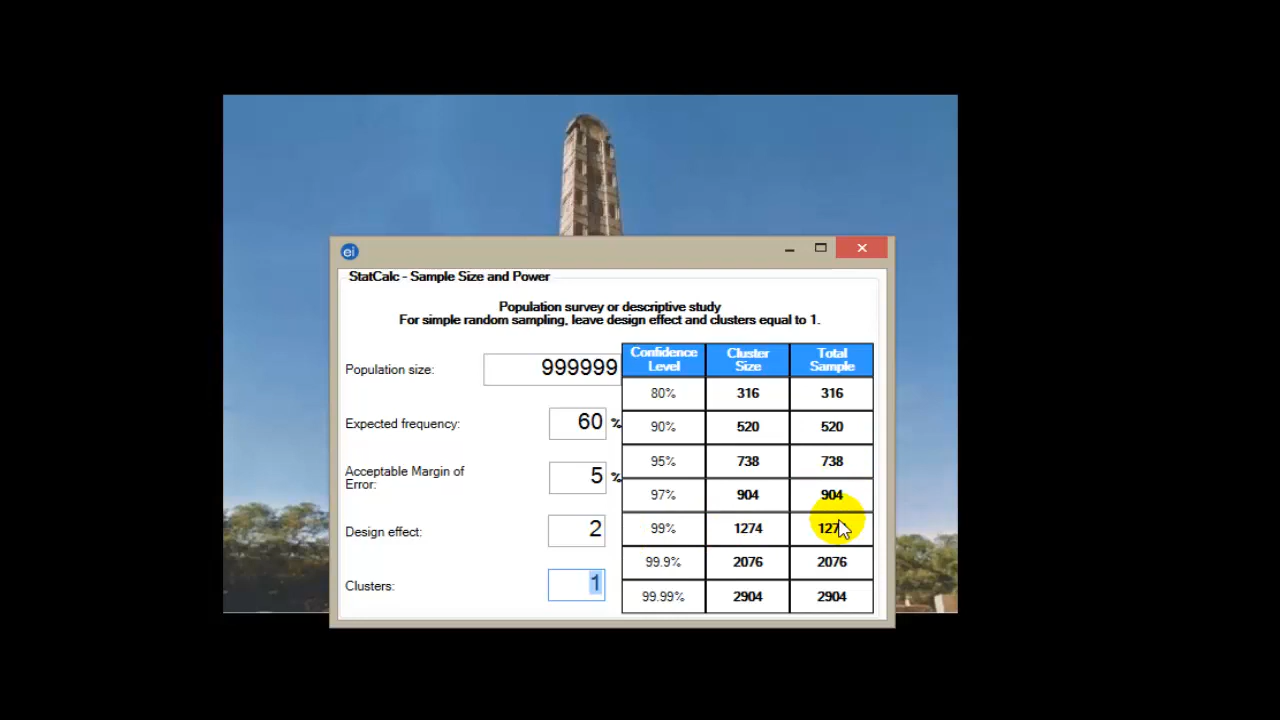 ei
StatCalc - Sample Size and Power
Population survey or descriptive study
For simple random sampling, leave design effect and clusters equal to 1.
Population size: 999999
Expected frequency: 60 %
Acceptable Margin of
Error: 5 %
Design effect: 2
Clusters: 1
Confidence Level Cluster Size Total Sample
80% 316 316
90% 520 520
95% 738 738
97% 904 904
99% 1274 1274
99.9% 2076 2076
99.99% 2904 2904